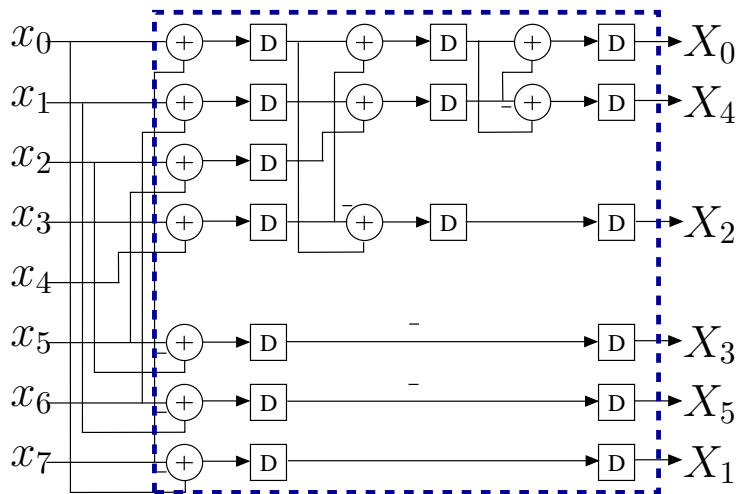 x0 + D + D + D X0
x1 + D + D – + D X4
x2 + D
x3 + D – + D D X2
x4
x5 – + D – D X3
x6 – + D – D X5
x7 – + D D X1